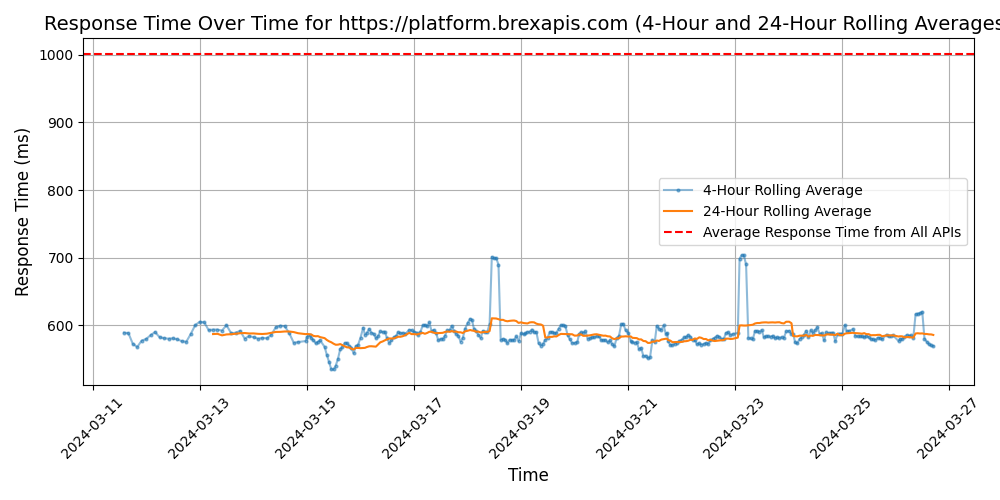 Response Time Over Time for https://platform.brexapis.com (4-Hour and 24-Hour Rolling Averages
Response Time (ms)
1000
900
800
700
600
4-Hour Rolling Average
24-Hour Rolling Average
Average Response Time from All APIs
2024-03-11
2024-03-13
2024-03-15
2024-03-17
2024-03-19
2024-03-21
2024-03-23
2024-03-25
2024-03-27
Time